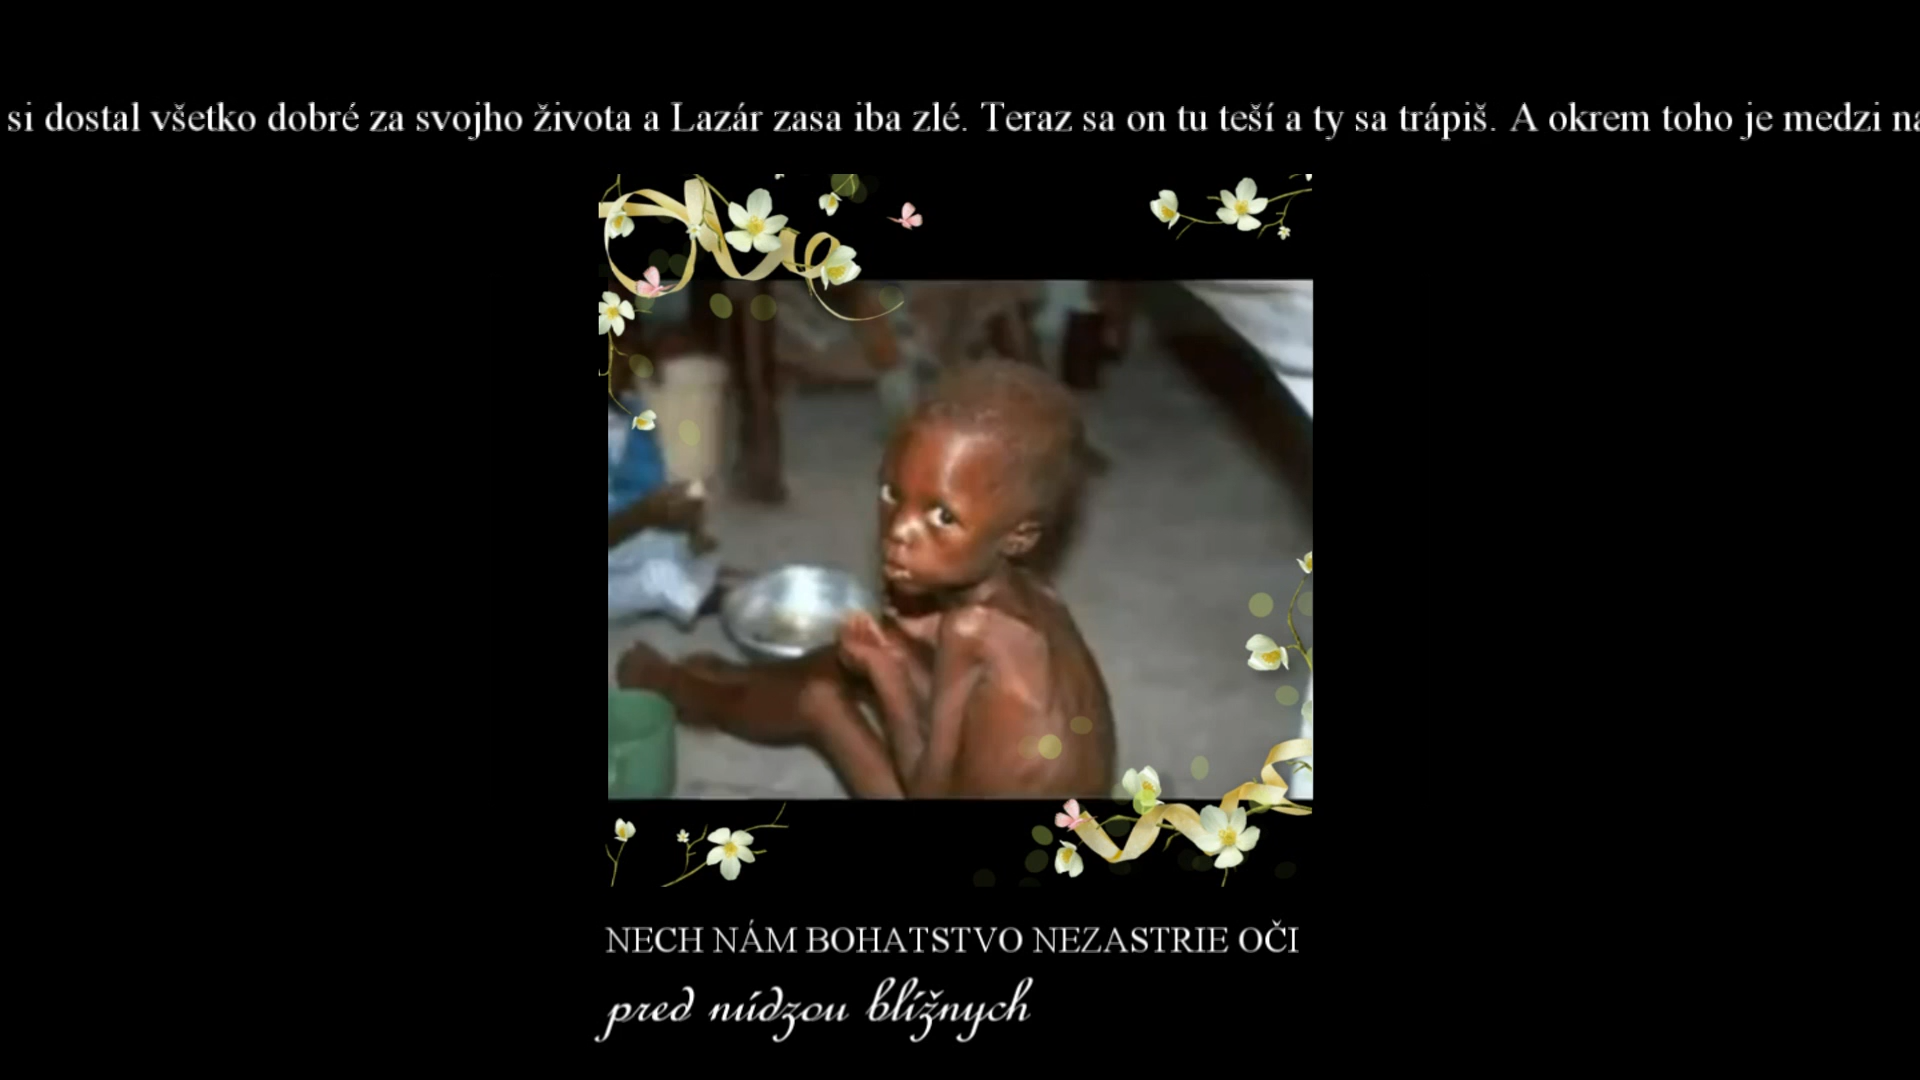 si dostal všetko dobré za svojho života a Lazár zasa iba zlé. Teraz sa on tu teší a ty sa trápiš. A okrem toho je medzi
NECH NÁM BOHATSTVO NEZASTRIE OČI
pred núdzou blížnych